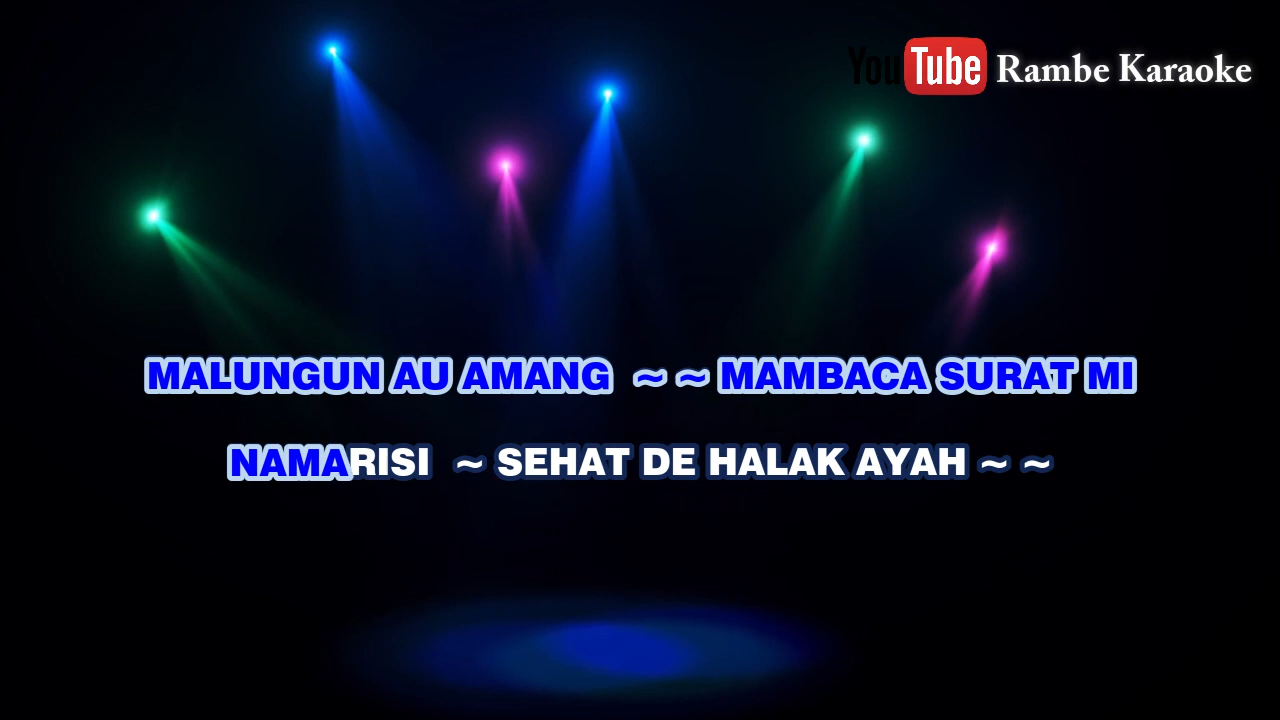 YouTube Rambe Karaoke
MALUNGUN AU AMANG ~ ~ MAMBACA SURAT MI
NAMARISI ~ SEHAT DE HALAK AYAH ~ ~